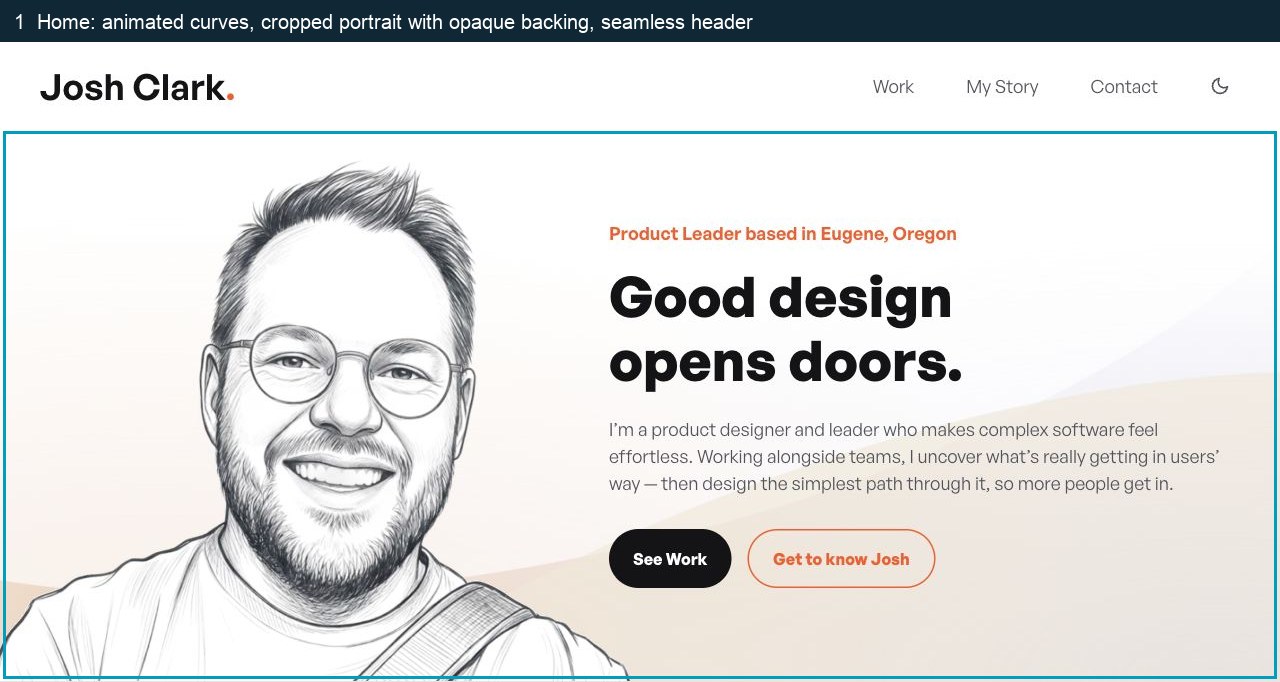 1 Home: animated curves, cropped portrait with opaque backing, seamless header
Josh Clark.
Work My Story Contact
Product Leader based in Eugene, Oregon
Good design
opens doors.
I’m a product designer and leader who makes complex software feel
effortless. Working alongside teams, I uncover what’s really getting in users’
way — then design the simplest path through it, so more people get in.
See Work Get to know Josh